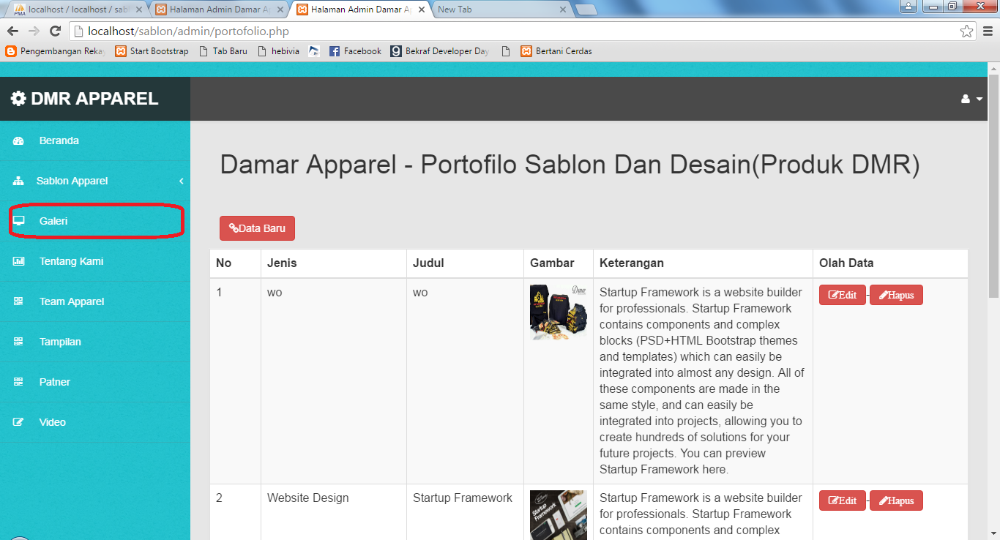 localhost / localhost / sabl
Halaman Admin Damar Ap
Halaman Admin Damar Ap
New Tab
localhost/sablon/admin/portofolio.php
Pengembangan Rekay
Start Bootstrap
Tab Baru
hebivia
Facebook
Bekraf Developer Day
Bertani Cerdas
DMR APPAREL
Beranda
Sablon Apparel
Galeri
Tentang Kami
Team Apparel
Tampilan
Patner
Video
Damar Apparel - Portofilo Sablon Dan Desain(Produk DMR)
Data Baru
No Jenis Judul Gambar Keterangan Olah Data
1 wo wo
Damar
Startup Framework is a website builder
for professionals. Startup Framework
contains components and complex
blocks (PSD+HTML Bootstrap themes
and templates) which can easily be
integrated into almost any design. All of
these components are made in the
same style, and can easily be
integrated into projects, allowing you to
create hundreds of solutions for your
future projects. You can preview
Startup Framework here.
Edit - Hapus
2 Website Design Startup Framework
Startup
Framework
Startup Framework is a website builder
for professionals. Startup Framework
contains components and complex
Edit - Hapus